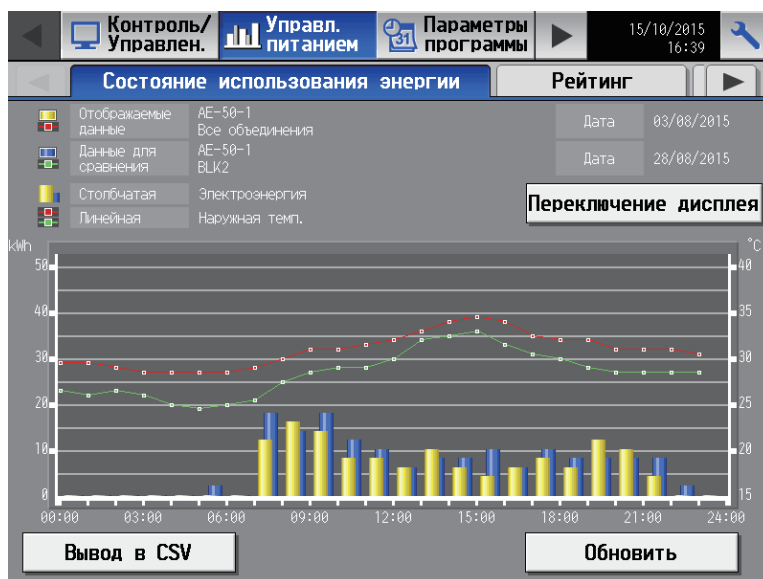 Контроль/ Управл. Параметры 15/10/2015
Управлен. питанием 31 программы 16:39
Состояние использования энергии Рейтинг
Отображаемые AE-50-1
данные Все объединения Дата 03/08/2015
Данные для AE-50-1
сравнения BLK2 Дата 28/08/2015
Столбчатая Электроэнергия
Линейная Наружная темп.
Переключение дисплея
kWh °C
50 40
40 35
30 30
20 25
10 20
0 15
00:00 03:00 06:00 09:00 12:00 15:00 18:00 21:00 24:00
Вывод в CSV Обновить